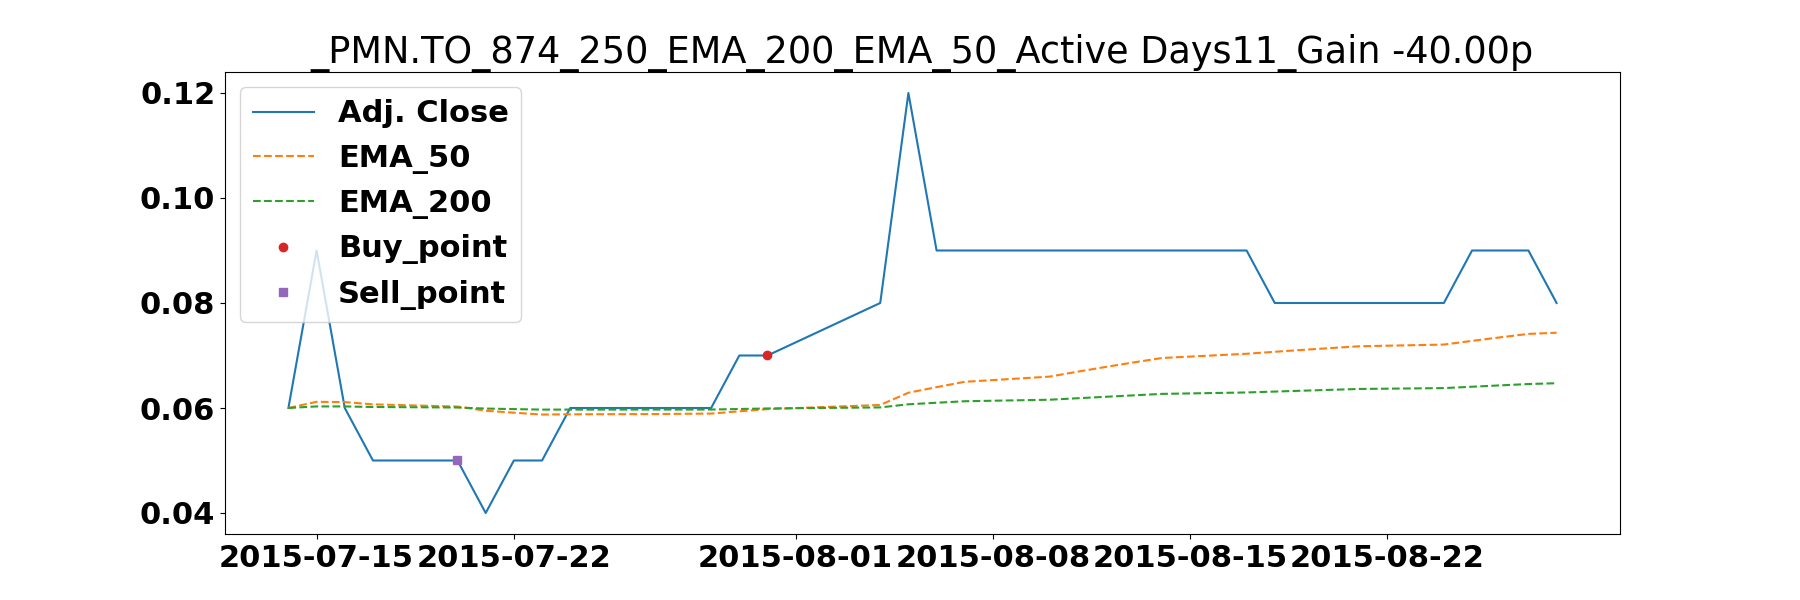 _PMN.TO_874_250_EMA_200_EMA_50_Active Days11_Gain -40.00p
0.12
0.10
0.08
0.06
0.04
Adj. Close
EMA_50
EMA_200
Buy_point
Sell_point
2015-07-15 2015-07-22 2015-08-01 2015-08-08 2015-08-15 2015-08-22